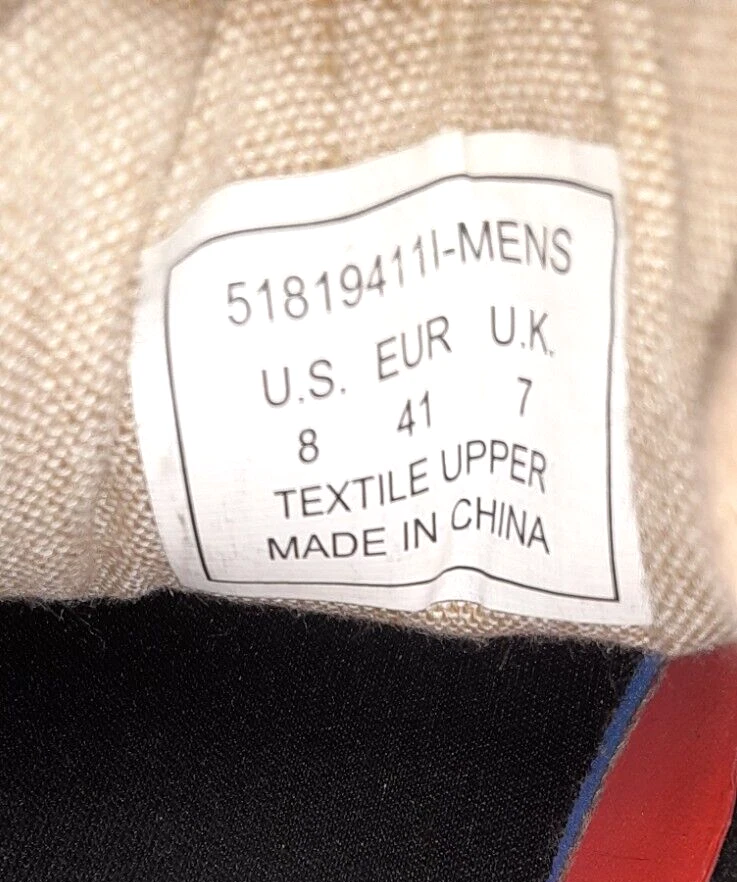 51819411I-MENS
U.S. EUR U.K.
8 41 7
TEXTILE UPPER
MADE IN CHINA